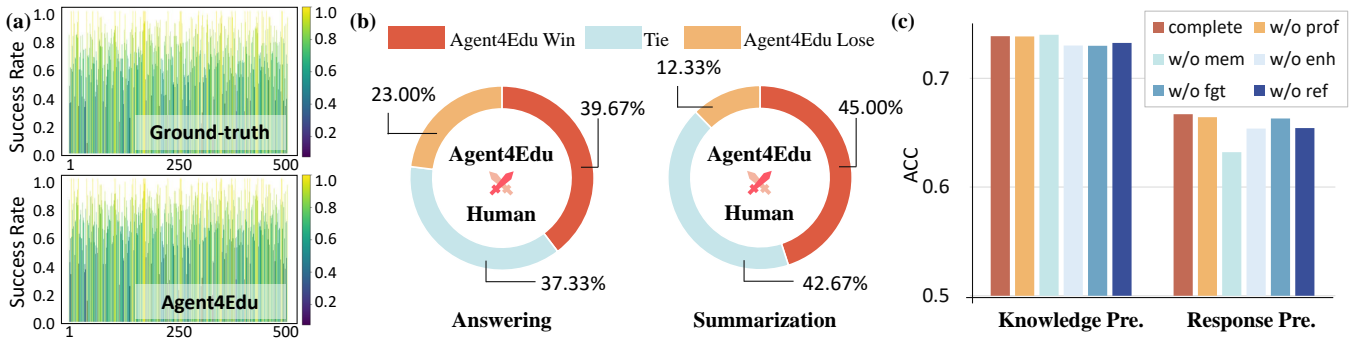 (a)
Success Rate
1.0
0.8
0.6
0.4
0.2
0.0
Ground-truth
1 250 500
1.0
0.8
0.6
0.4
0.2
Success Rate
1.0
0.8
0.6
0.4
0.2
0.0
Agent4Edu
1 250 500
1.0
0.8
0.6
0.4
0.2
(b)
Agent4Edu Win Tie Agent4Edu Lose
23.00%
39.67%
Agent4Edu
Human
37.33%
Answering
12.33%
45.00%
Agent4Edu
Human
42.67%
Summarization
(c)
complete w/o prof
w/o mem w/o enh
w/o fgt w/o ref
ACC
0.7
0.6
0.5
Knowledge Pre. Response Pre.